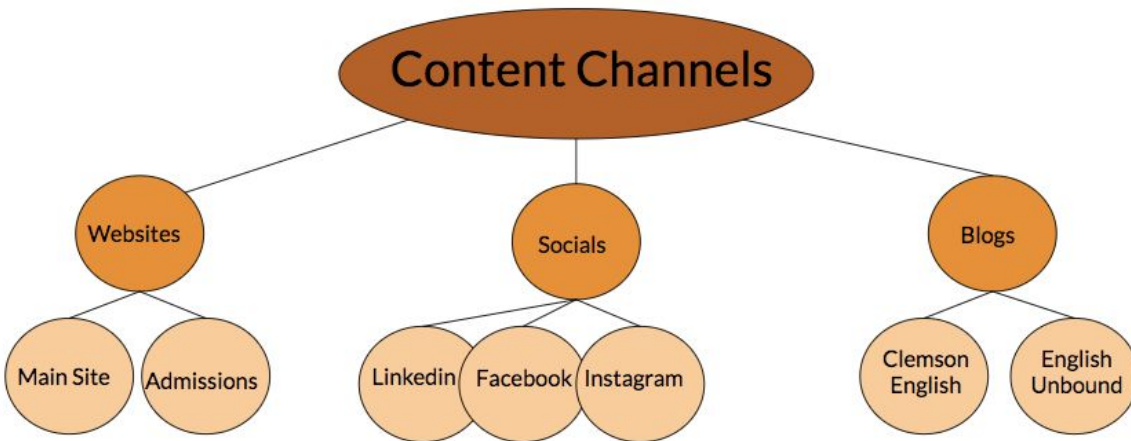 Content Channels
Websites
Socials
Blogs
Main Site
Admissions
Linkedin
Facebook
Instagram
Clemson
English
English
Unbound